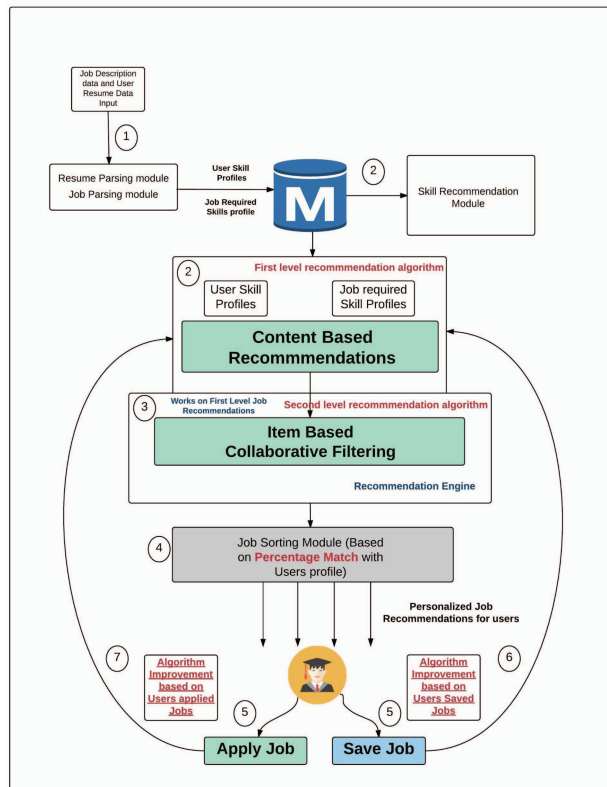 Job Description
data and User
Resume Data
Input
1
Resume Parsing module
Job Parsing module
User Skill
Profiles
Job Required
Skills profile
M
2
Skill Recommendation
Module
2
First level recommmendation algorithm
User Skill
Profiles
Job required
Skill Profiles
Content Based
Recommmendations
3
Works on First Level Job
Recommendations
Second level recommmendation algorithm
Item Based
Collaborative Filtering
Recommendation Engine
4
Job Sorting Module (Based
on Percentage Match with
Users profile)
Personalized Job
Recommendations for users
7
Algorithm
Improvement
based on
Users applied
Jobs
Algorithm
Improvement
based on
Users Saved
Jobs
6
5
5
Apply Job
Save Job